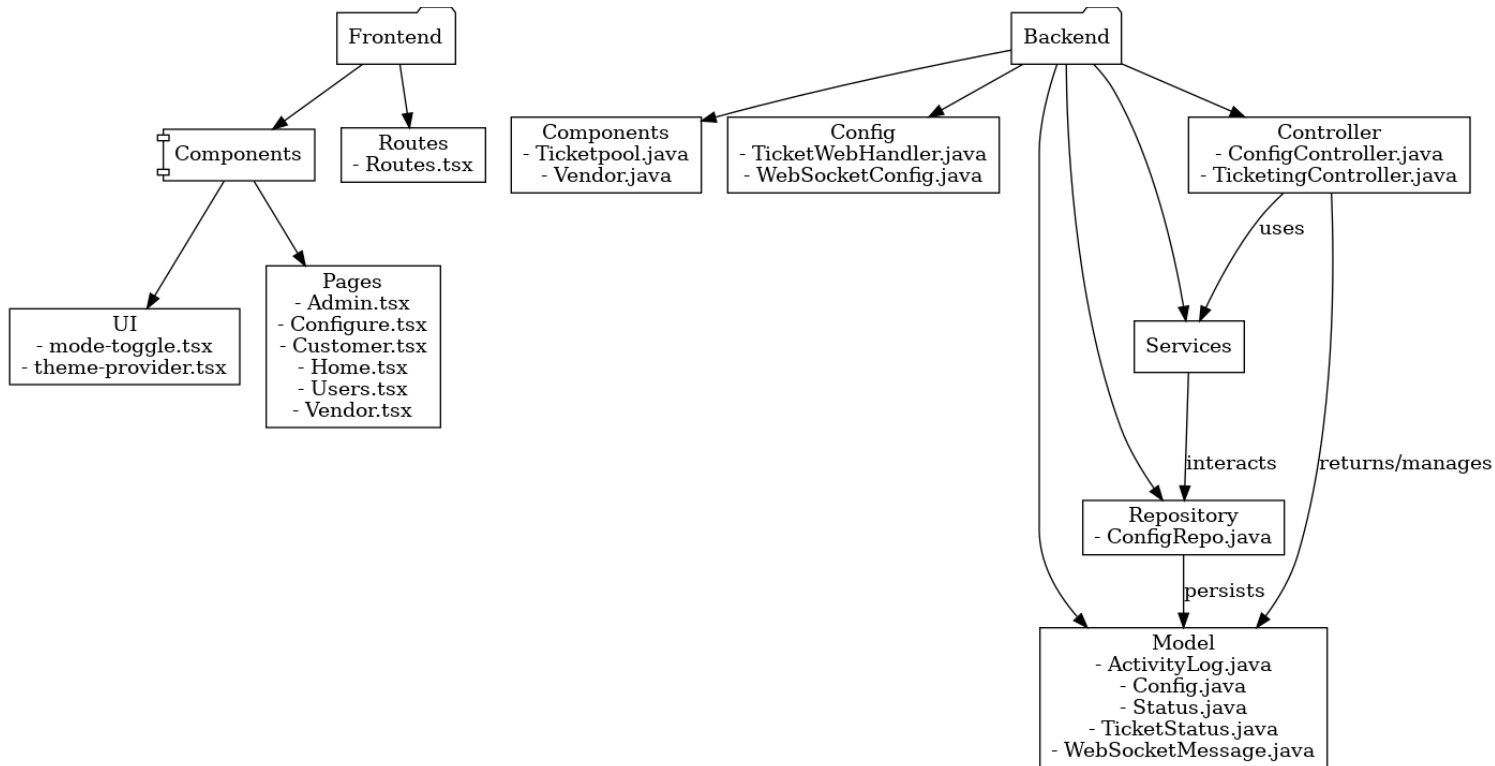 Frontend
Backend
Components
Routes
- Routes.tsx
Components
- Ticketpool.java
- Vendor.java
Config
- TicketWebHandler.java
- WebSocketConfig.java
Controller
- ConfigController.java
- TicketingController.java
uses
UI
- mode-toggle.tsx
- theme-provider.tsx
Pages
- Admin.tsx
- Configure.tsx
- Customer.tsx
- Home.tsx
- Users.tsx
- Vendor.tsx
Services
interacts
returns/manages
Repository
- ConfigRepo.java
persists
Model
- ActivityLog.java
- Config.java
- Status.java
- TicketStatus.java
- WebSocketMessage.java